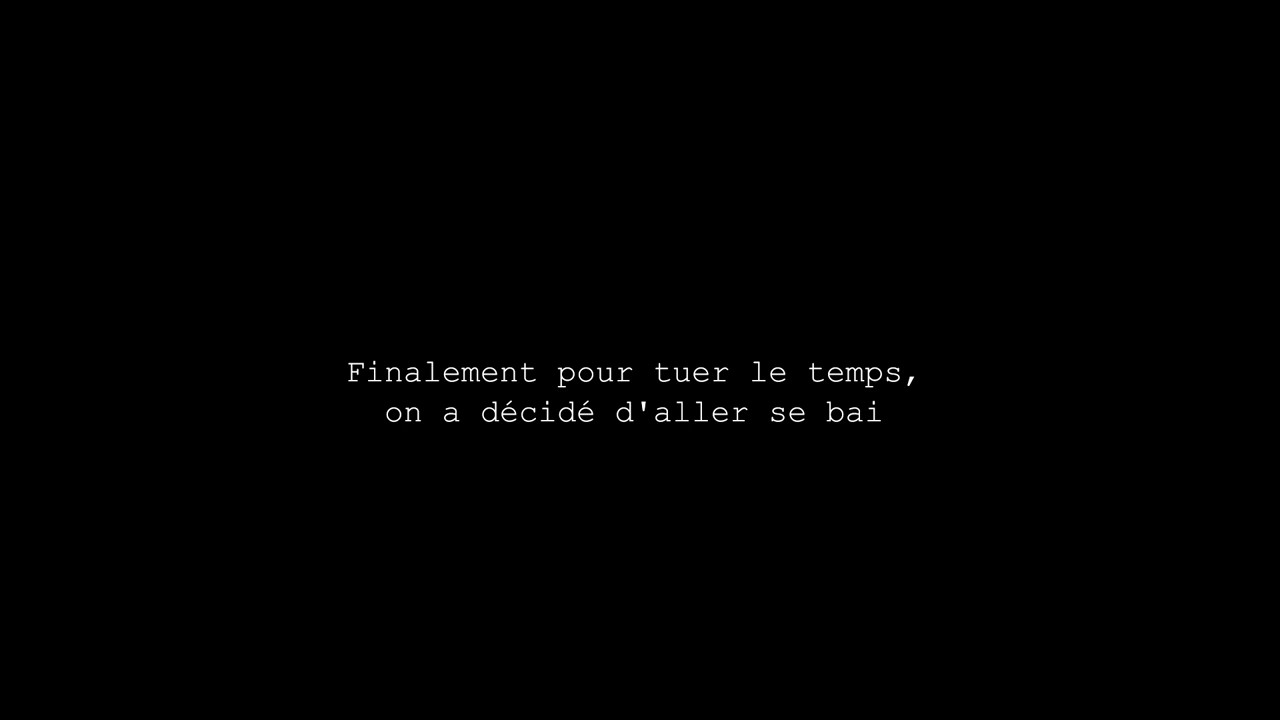 Finalement pour tuer le temps,
on a décidé d'aller se bai